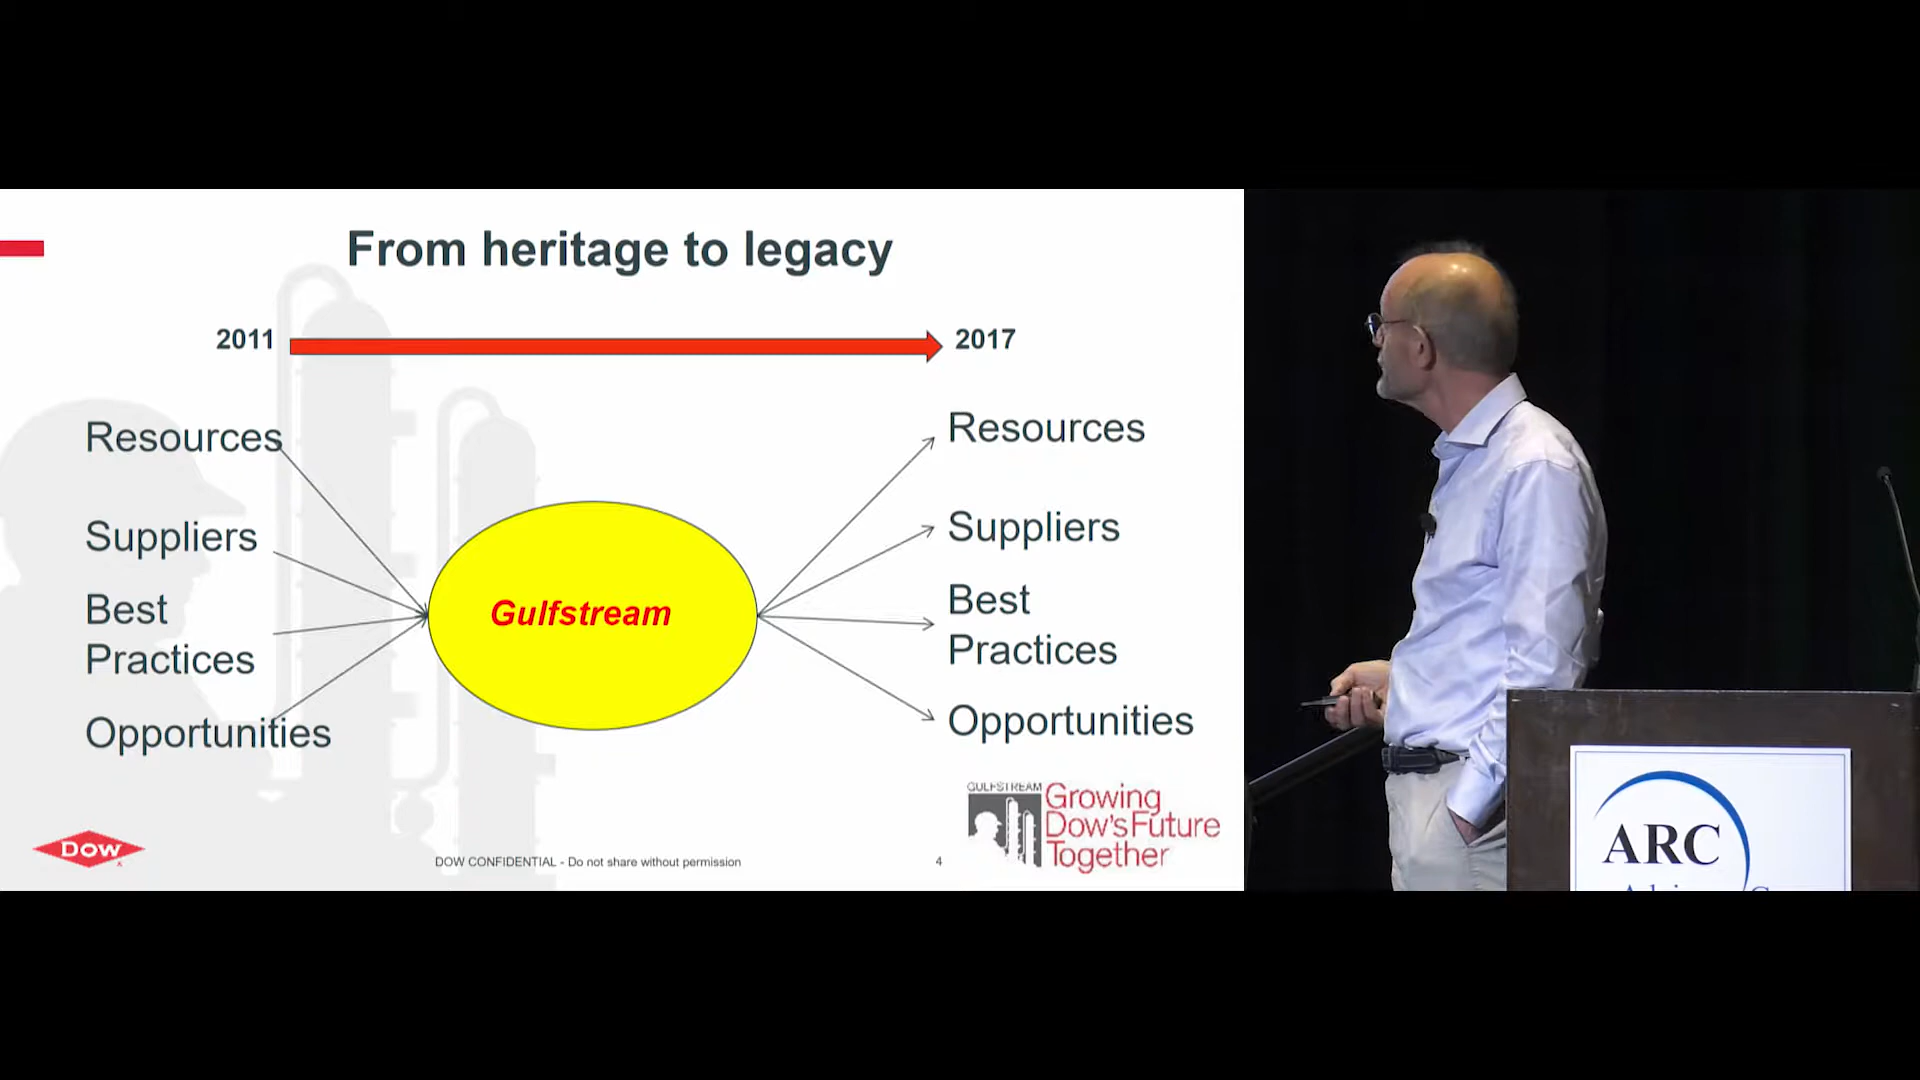 From heritage to legacy
2011
2017
Resources
Suppliers
Best
Practices
Opportunities
Gulfstream
Resources
Suppliers
Best
Practices
Opportunities
GULFSTREAM
Growing
Dow'sFuture
Together
DOW
DOW CONFIDENTIAL - Do not share without permission
4
ARC